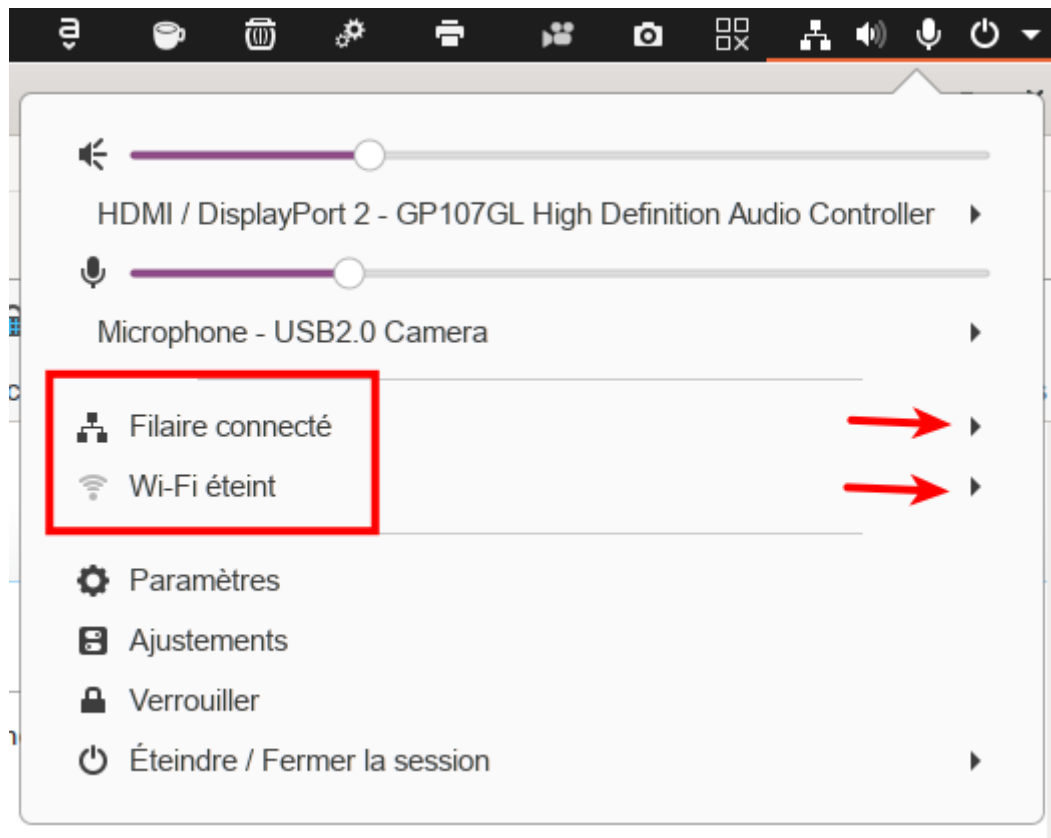 HDMI / DisplayPort 2 - GP107GL High Definition Audio Controller
Microphone - USB2.0 Camera
Filaire connecté
Wi-Fi éteint
Paramètres
Ajustements
Verrouiller
Éteindre / Fermer la session